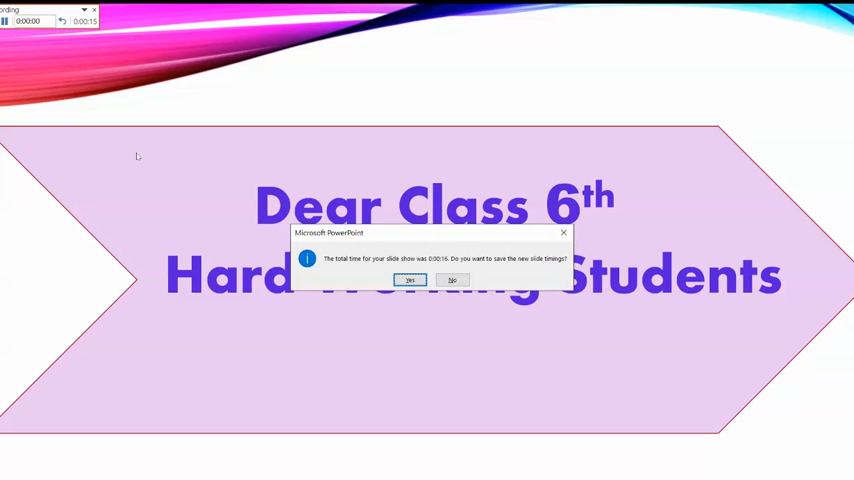 ording
0:00:00 0:00:15
Dear Class 6th
Microsoft PowerPoint
The total time for your slide show was 0:00:16. Do you want to save the new slide timings?
Yes No
Hard Working Students